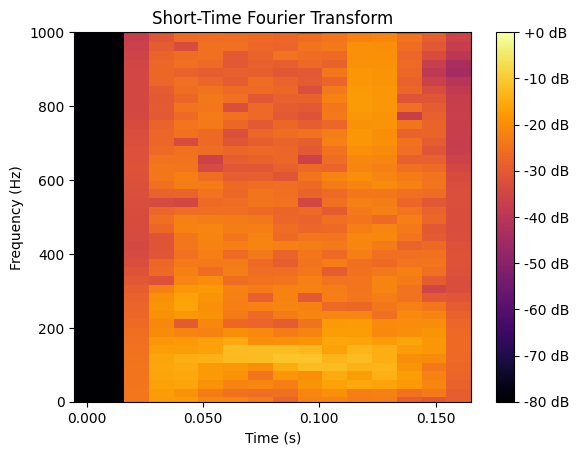 Short-Time Fourier Transform
Frequency (Hz)
1000
800
600
400
200
0
0.000
0.050
0.100
0.150
Time (s)
+0 dB
-10 dB
-20 dB
-30 dB
-40 dB
-50 dB
-60 dB
-70 dB
-80 dB